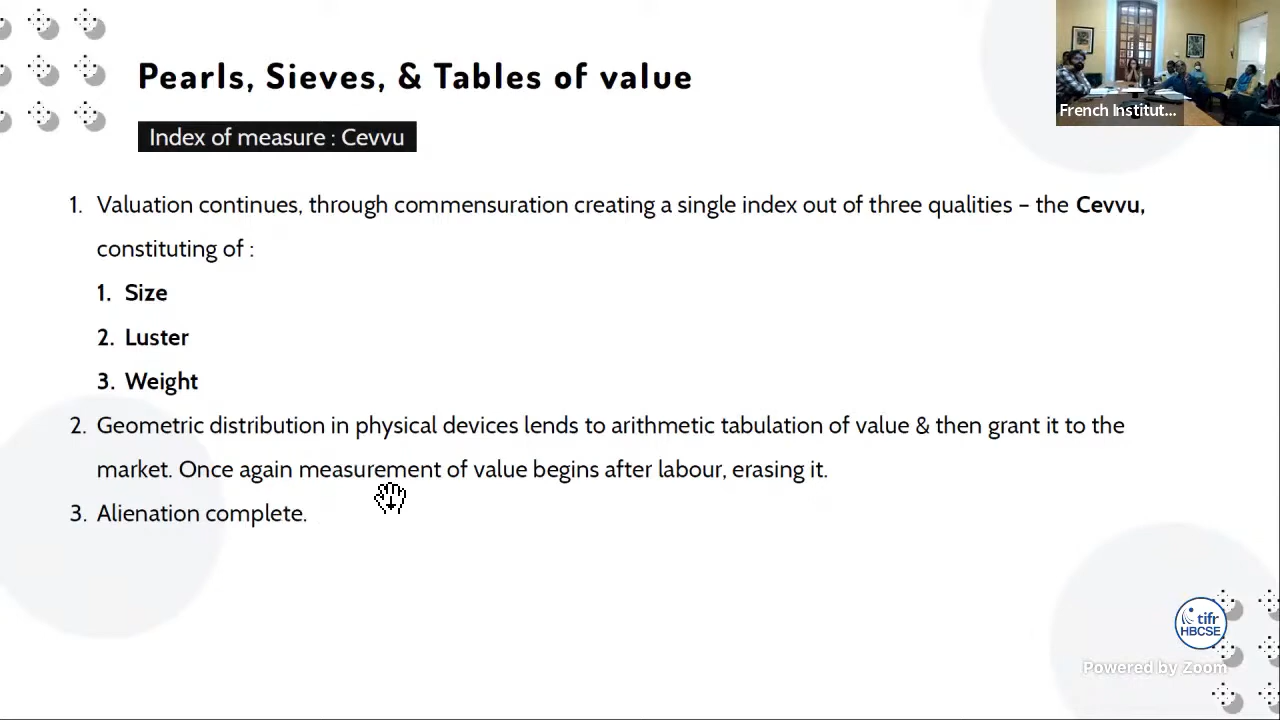 Pearls, Sieves, & Tables of value
French Institut...
Index of measure : Cevvu
1. Valuation continues, through commensuration creating a single index out of three qualities – the Cevvu,
constituting of :
1. Size
2. Luster
3. Weight
2. Geometric distribution in physical devices lends to arithmetic tabulation of value & then grant it to the
market. Once again measurement of value begins after labour, erasing it.
3. Alienation complete.
tifr
HBCSE
Powered by Zoom